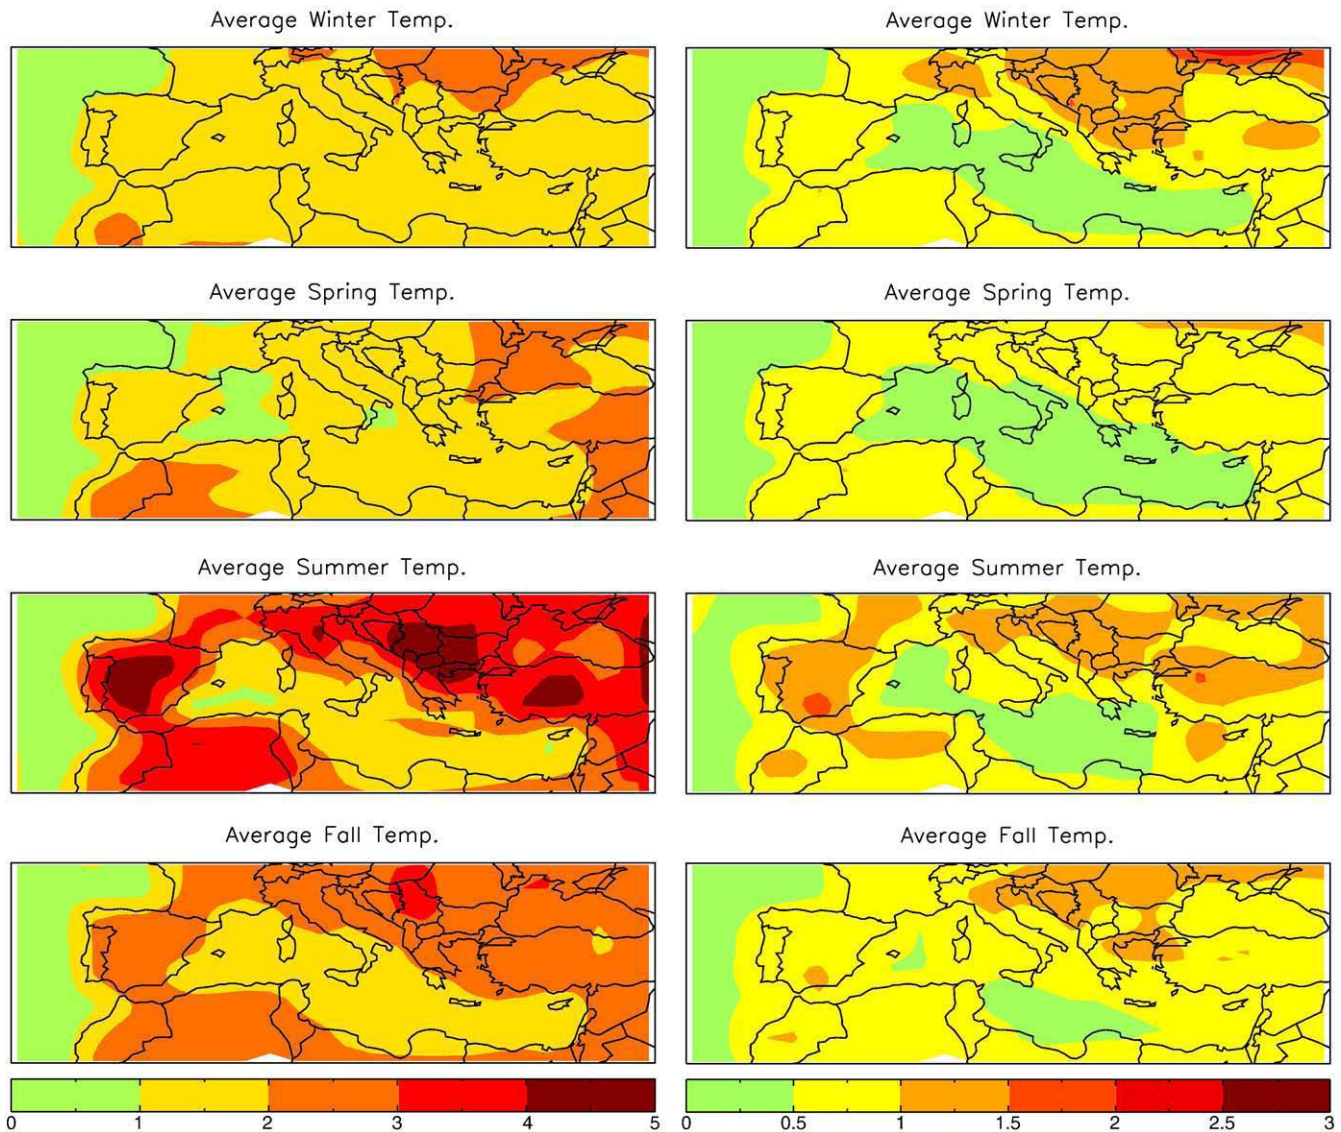 Average Winter Temp.
Average Winter Temp.
Average Spring Temp.
Average Spring Temp.
Average Summer Temp.
Average Summer Temp.
Average Fall Temp.
Average Fall Temp.
0 1 2 3 4 5
0 0.5 1 1.5 2 2.5 3